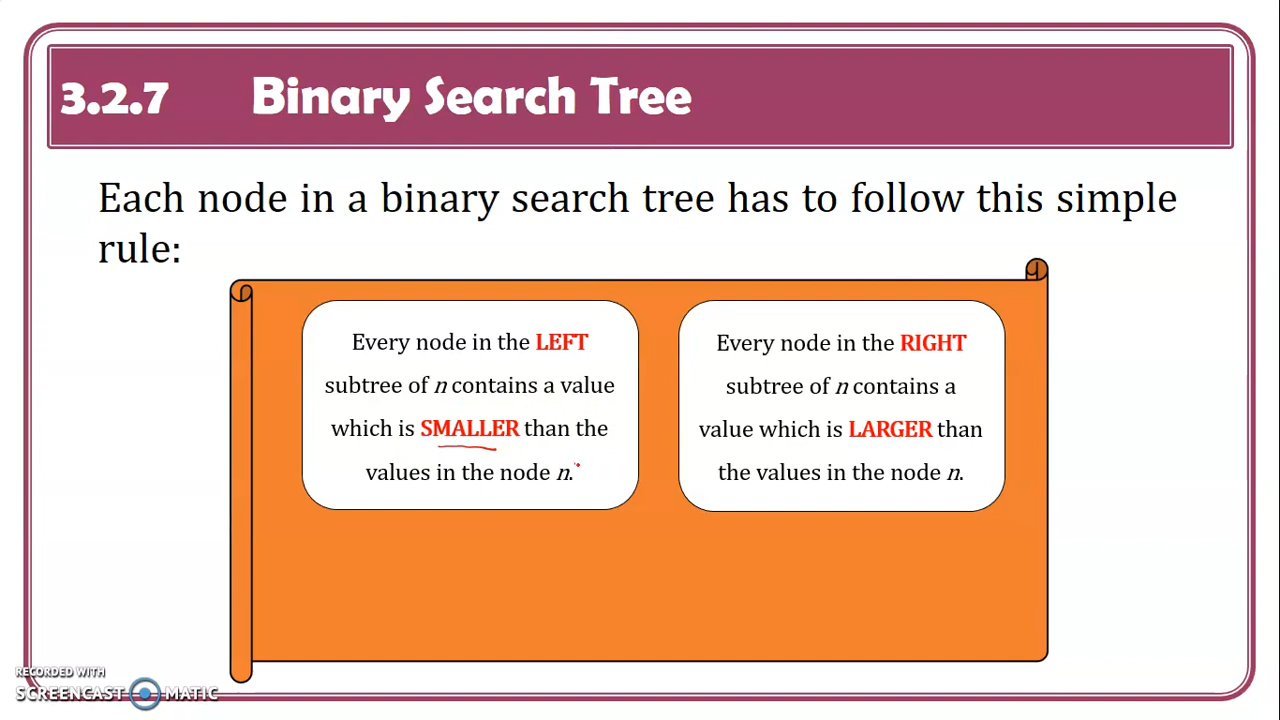 3.2.7 Binary Search Tree
Each node in a binary search tree has to follow this simple
rule:
Every node in the LEFT
subtree of n contains a value
which is SMALLER than the
values in the node n.
Every node in the RIGHT
subtree of n contains a
value which is LARGER than
the values in the node n.
RECORDED WITH
SCREENCAST MATIC